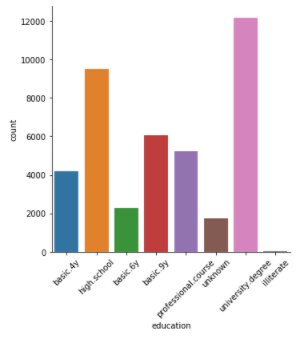 12000
10000
8000
6000
4000
2000
0
count
basic.4y
high.school
basic.6y
basic.9y
professional.course
unknown
university.degree
illiterate
education